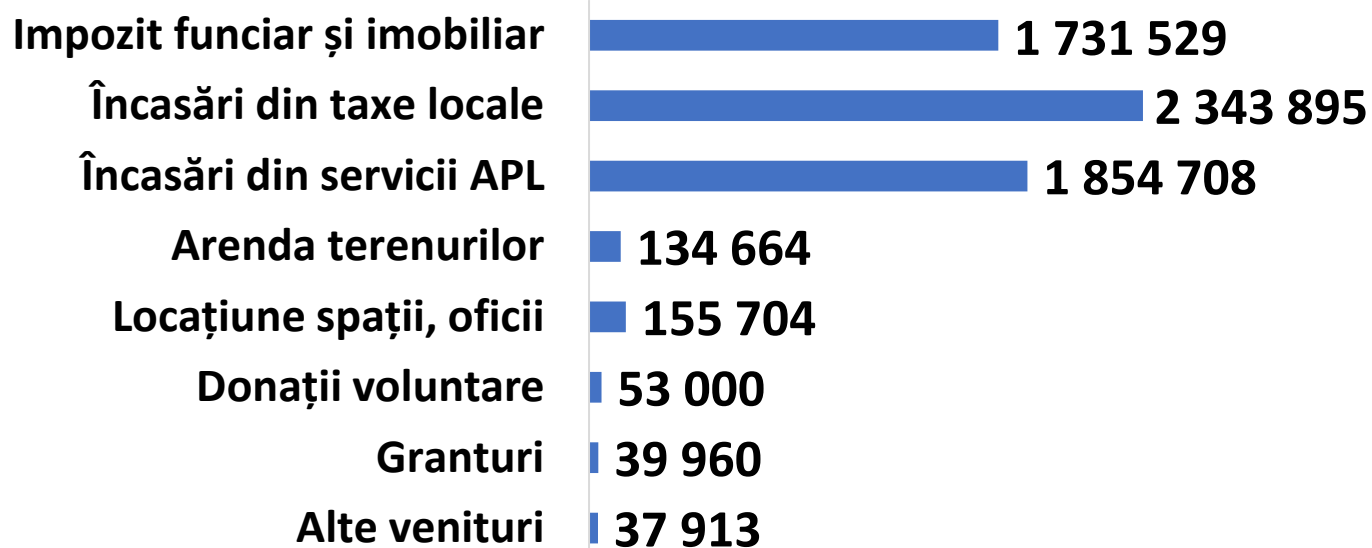 Impozit funciar și imobiliar 1 731 529
Încasări din taxe locale 2 343 895
Încasări din servicii APL 1 854 708
Arenda terenurilor 134 664
Locațiune spații, oficii 155 704
Donații voluntare 53 000
Granturi 39 960
Alte venituri 37 913